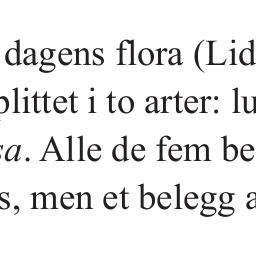 dagens flora (Lid
plittet i to arter: lu
sa. Alle de fem be
s, men et belegg a